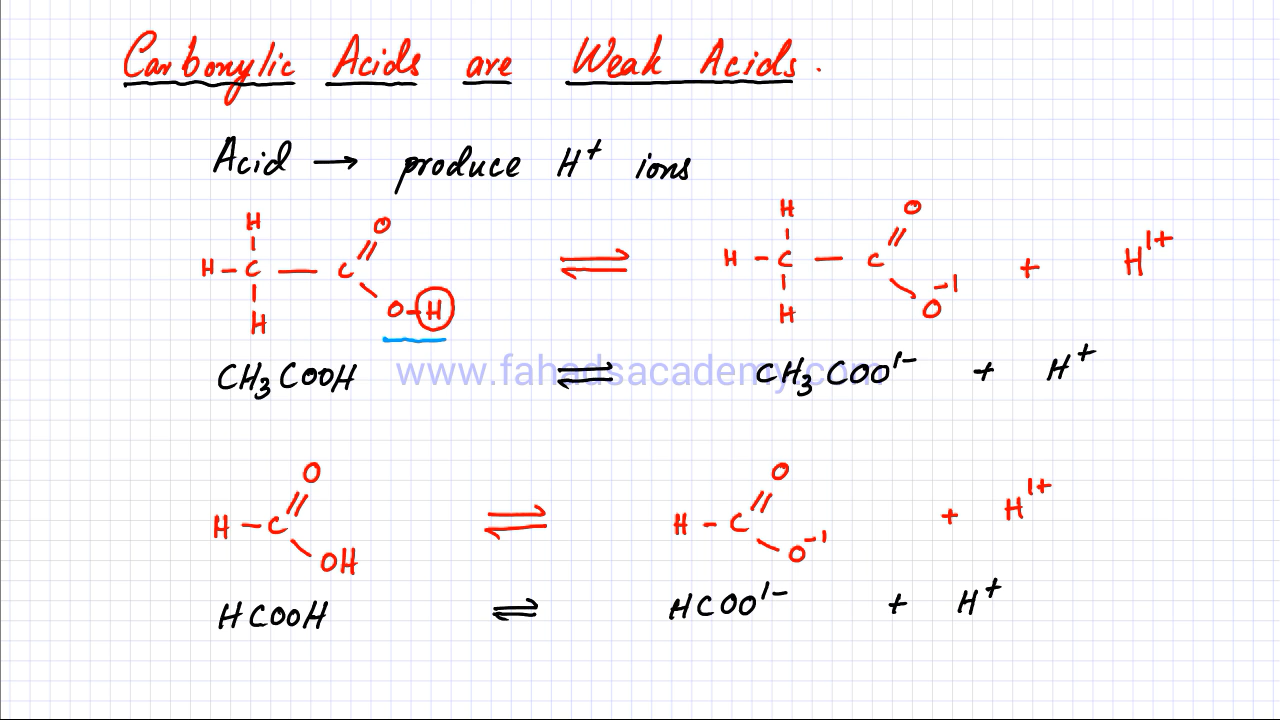 Carboxylic Acids are Weak Acids.
Acid → produce H⁺ ions
H H
O O
H – C — C ⇌ H – C — C + H¹⁺
O – H O⁻¹
H H
CH₃COOH ⇌ CH₃COO¹⁻ + H⁺
www.fahadsacademy.com
O O
H – C ⇌ H – C + H¹⁺
OH O⁻¹
HCOOH ⇌ HCOO¹⁻ + H⁺